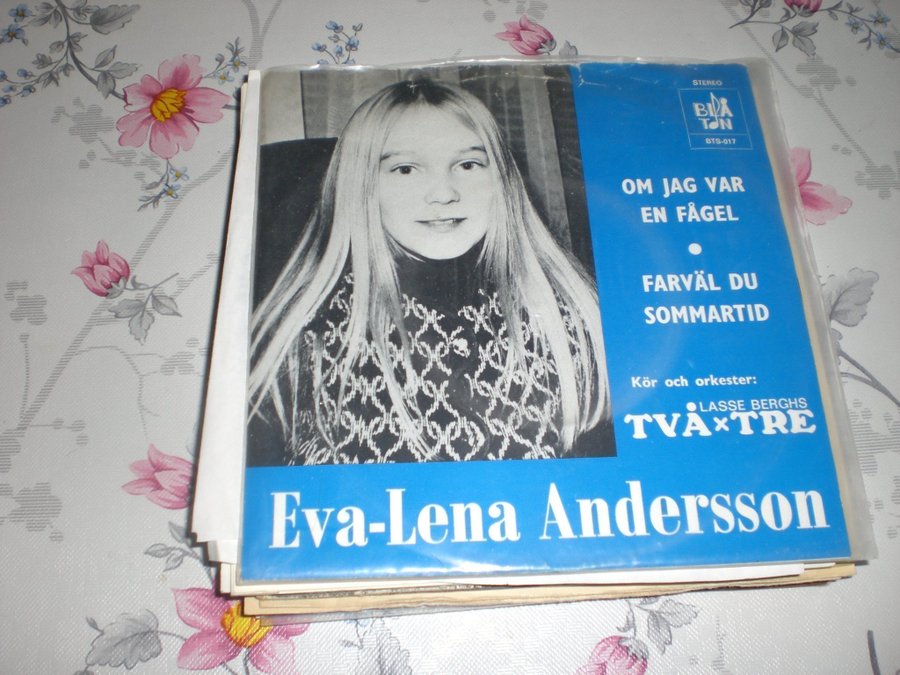 STEREO
BLÅ
TON
BTS-017
OM JAG VAR
EN FÅGEL
FARVÄL DU
SOMMARTID
Kör och orkester:
LASSE BERGHS
TVÅ×TRE
Eva-Lena Andersson